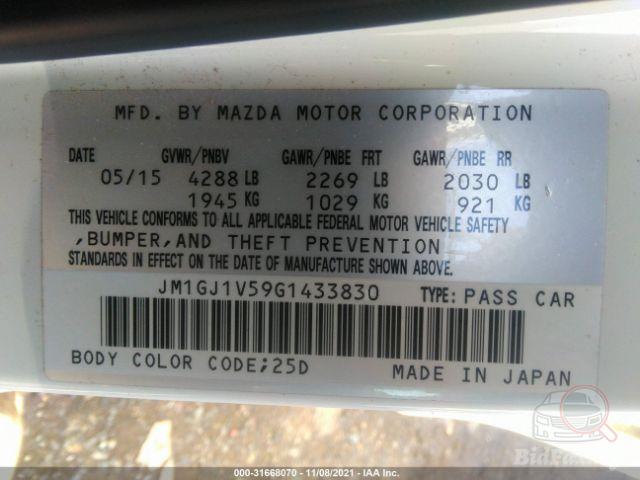 MFD. BY MAZDA MOTOR CORPORATION
DATE GVWR/PNBV GAWR/PNBE FRT GAWR/PNBE RR
05/15 4288 LB 2269 LB 2030 LB
1945 KG 1029 KG 921 KG
THIS VEHICLE CONFORMS TO ALL APPLICABLE FEDERAL MOTOR VEHICLE SAFETY
,BUMPER,AND THEFT PREVENTION
STANDARDS IN EFFECT ON THE DATE OF MANUFACTURE SHOWN ABOVE.
JM1GJ1V59G1433830 TYPE: PASS CAR
BODY COLOR CODE;25D MADE IN JAPAN
000-31668070 - 11/08/2021 - IAA Inc.